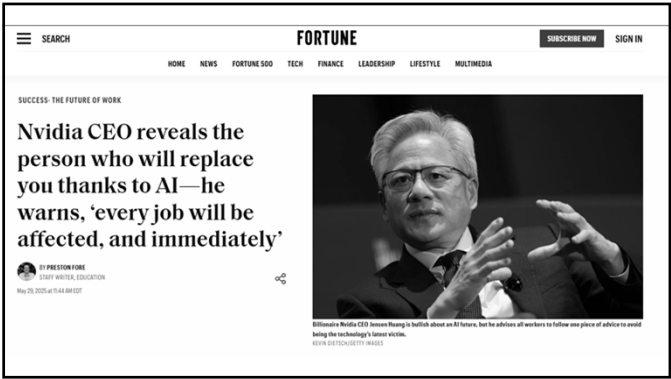 SEARCH
FORTUNE
SUBSCRIBE NOW
SIGN IN
HOME
NEWS
FORTUNE 500
TECH
FINANCE
LEADERSHIP
LIFESTYLE
MULTIMEDIA
SUCCESS· THE FUTURE OF WORK
Nvidia CEO reveals the
person who will replace
you thanks to AI—he
warns, ‘every job will be
affected, and immediately’
BY PRESTON FORE
STAFF WRITER, EDUCATION
May 29, 2025 at 11:44 AM EDT
Billionaire Nvidia CEO Jensen Huang is bullish about an AI future, but he advises all workers to follow one piece of advice to avoid
being the technology's latest victim.
KEVIN DIETSCH/GETTY IMAGES